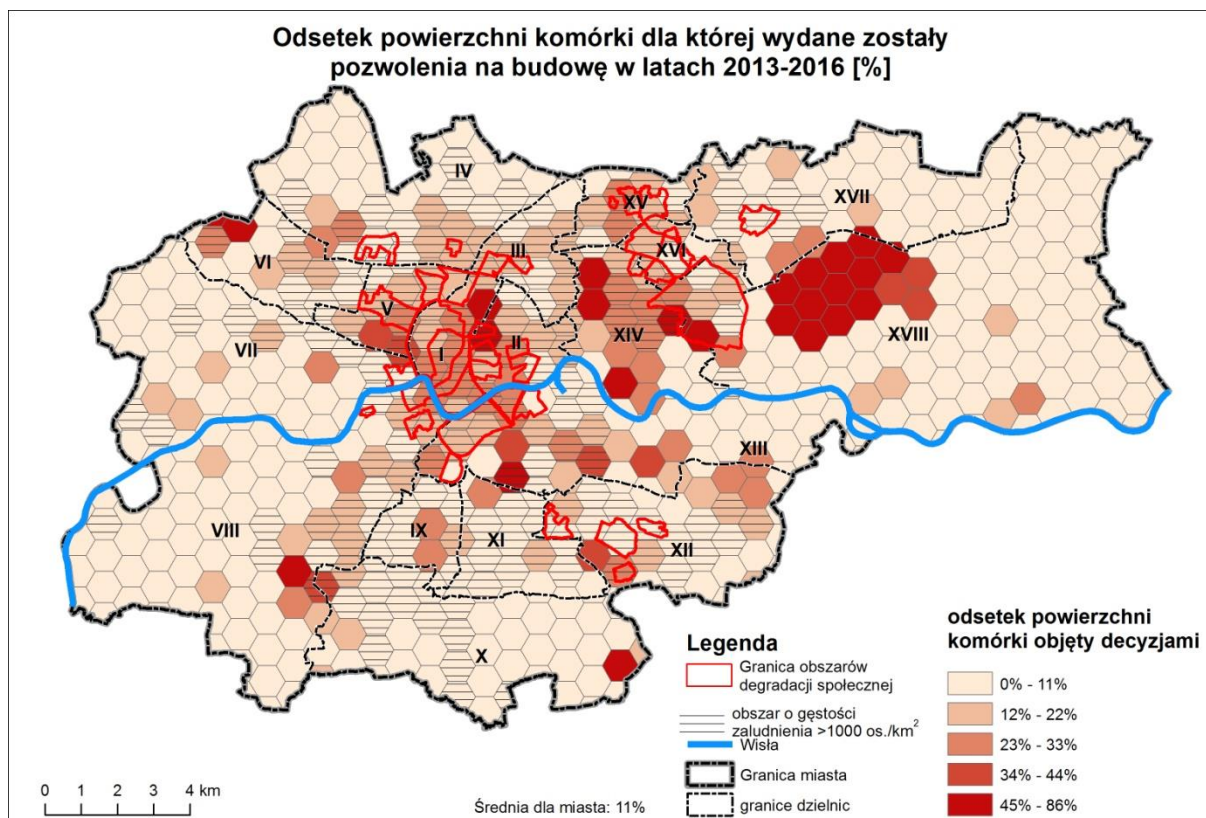 Odsetek powierzchni komórki dla której wydane zostały
pozwolenia na budowę w latach 2013-2016 [%]
IV
XVII
XV
III
XVI
VI
V
XVIII
XIV
VII
I
II
XIII
VIII
IX
XI
XII
X
Legenda
Granica obszarów
degradacji społecznej
obszar o gęstości
zaludnienia >1000 os./km²
Wisła
Granica miasta
granice dzielnic
odsetek powierzchni
komórki objęty decyzjami
0% - 11%
12% - 22%
23% - 33%
34% - 44%
45% - 86%
0 1 2 4 km
Średnia dla miasta: 11%